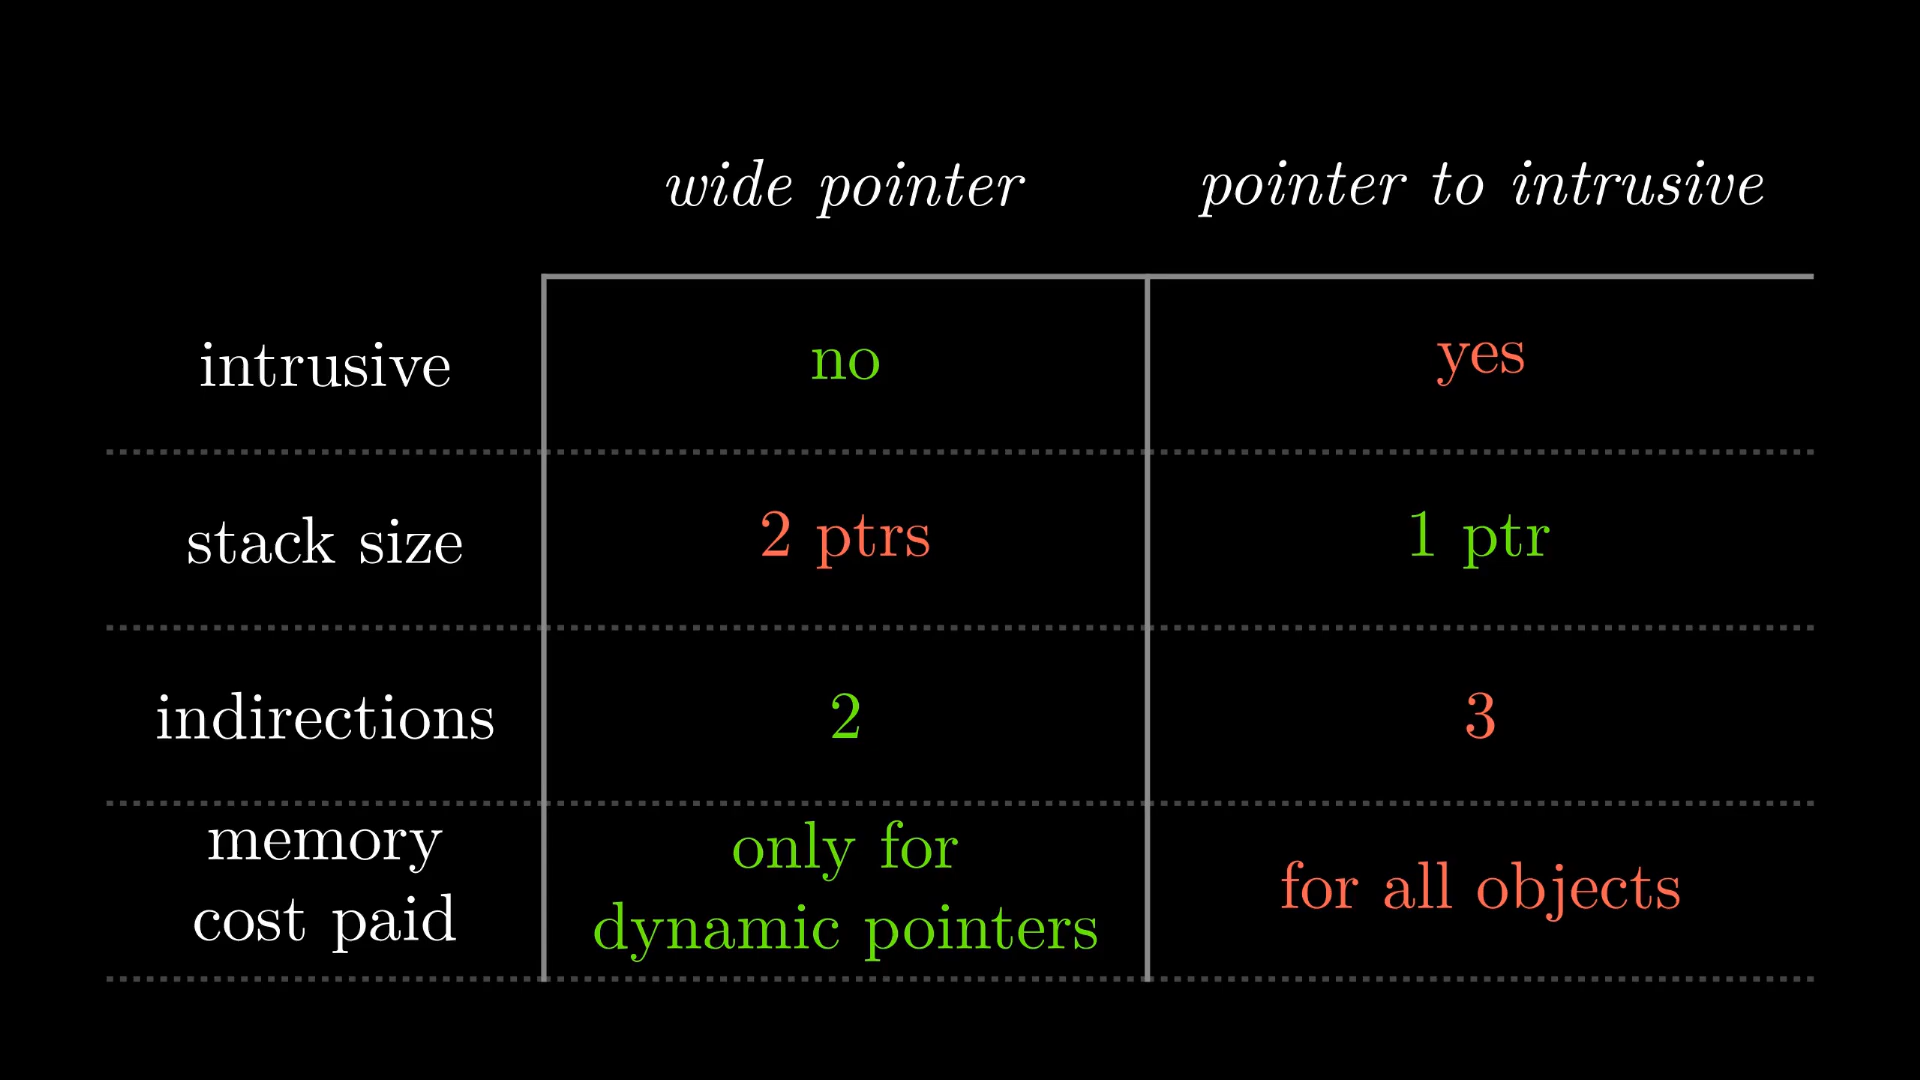 wide pointer
pointer to intrusive
intrusive
no
yes
stack size
2 ptrs
1 ptr
indirections
2
3
memory
cost paid
only for
dynamic pointers
for all objects